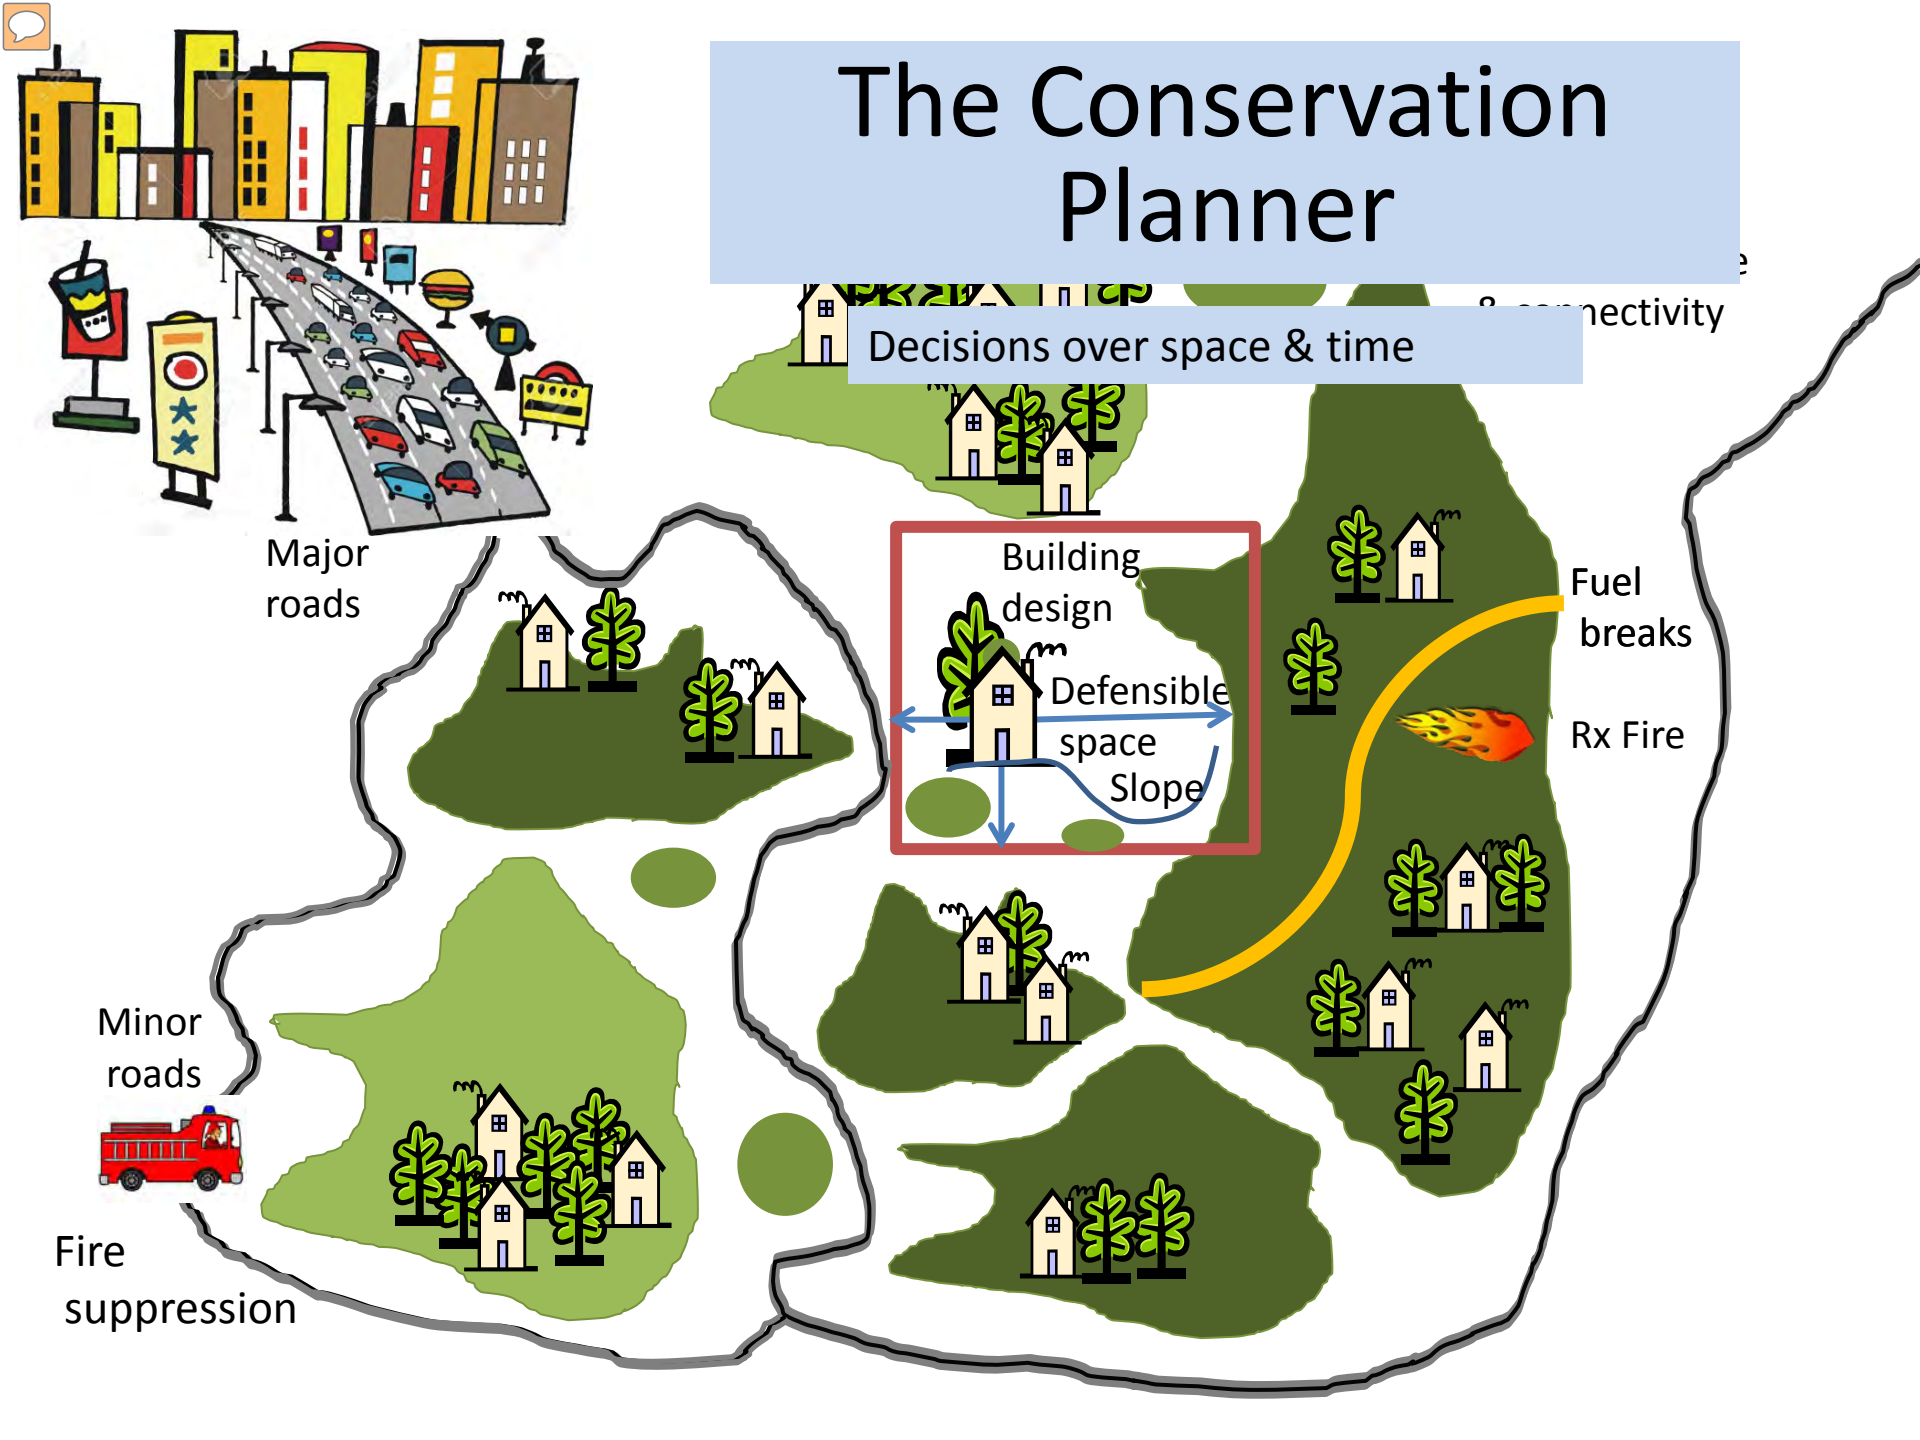 The Conservation
Planner
& connectivity
Decisions over space & time
Major
roads
Building
design
Fuel
breaks
Defensible
space
Rx Fire
Slope
Minor
roads
Fire
suppression